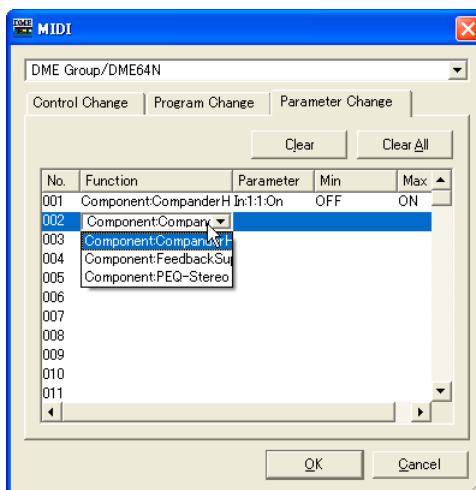 DME MIDI
DME Group/DME64N
Control Change Program Change Parameter Change
Clear Clear All
No. Function Parameter Min Max
001 Component:CompanderH In:1:1:On OFF ON
002 Component:Compan
003 Component:CompanderH
004 Component:FeedbackSu
005 Component:PEQ-Stereo
006
007
008
009
010
011
OK Cancel